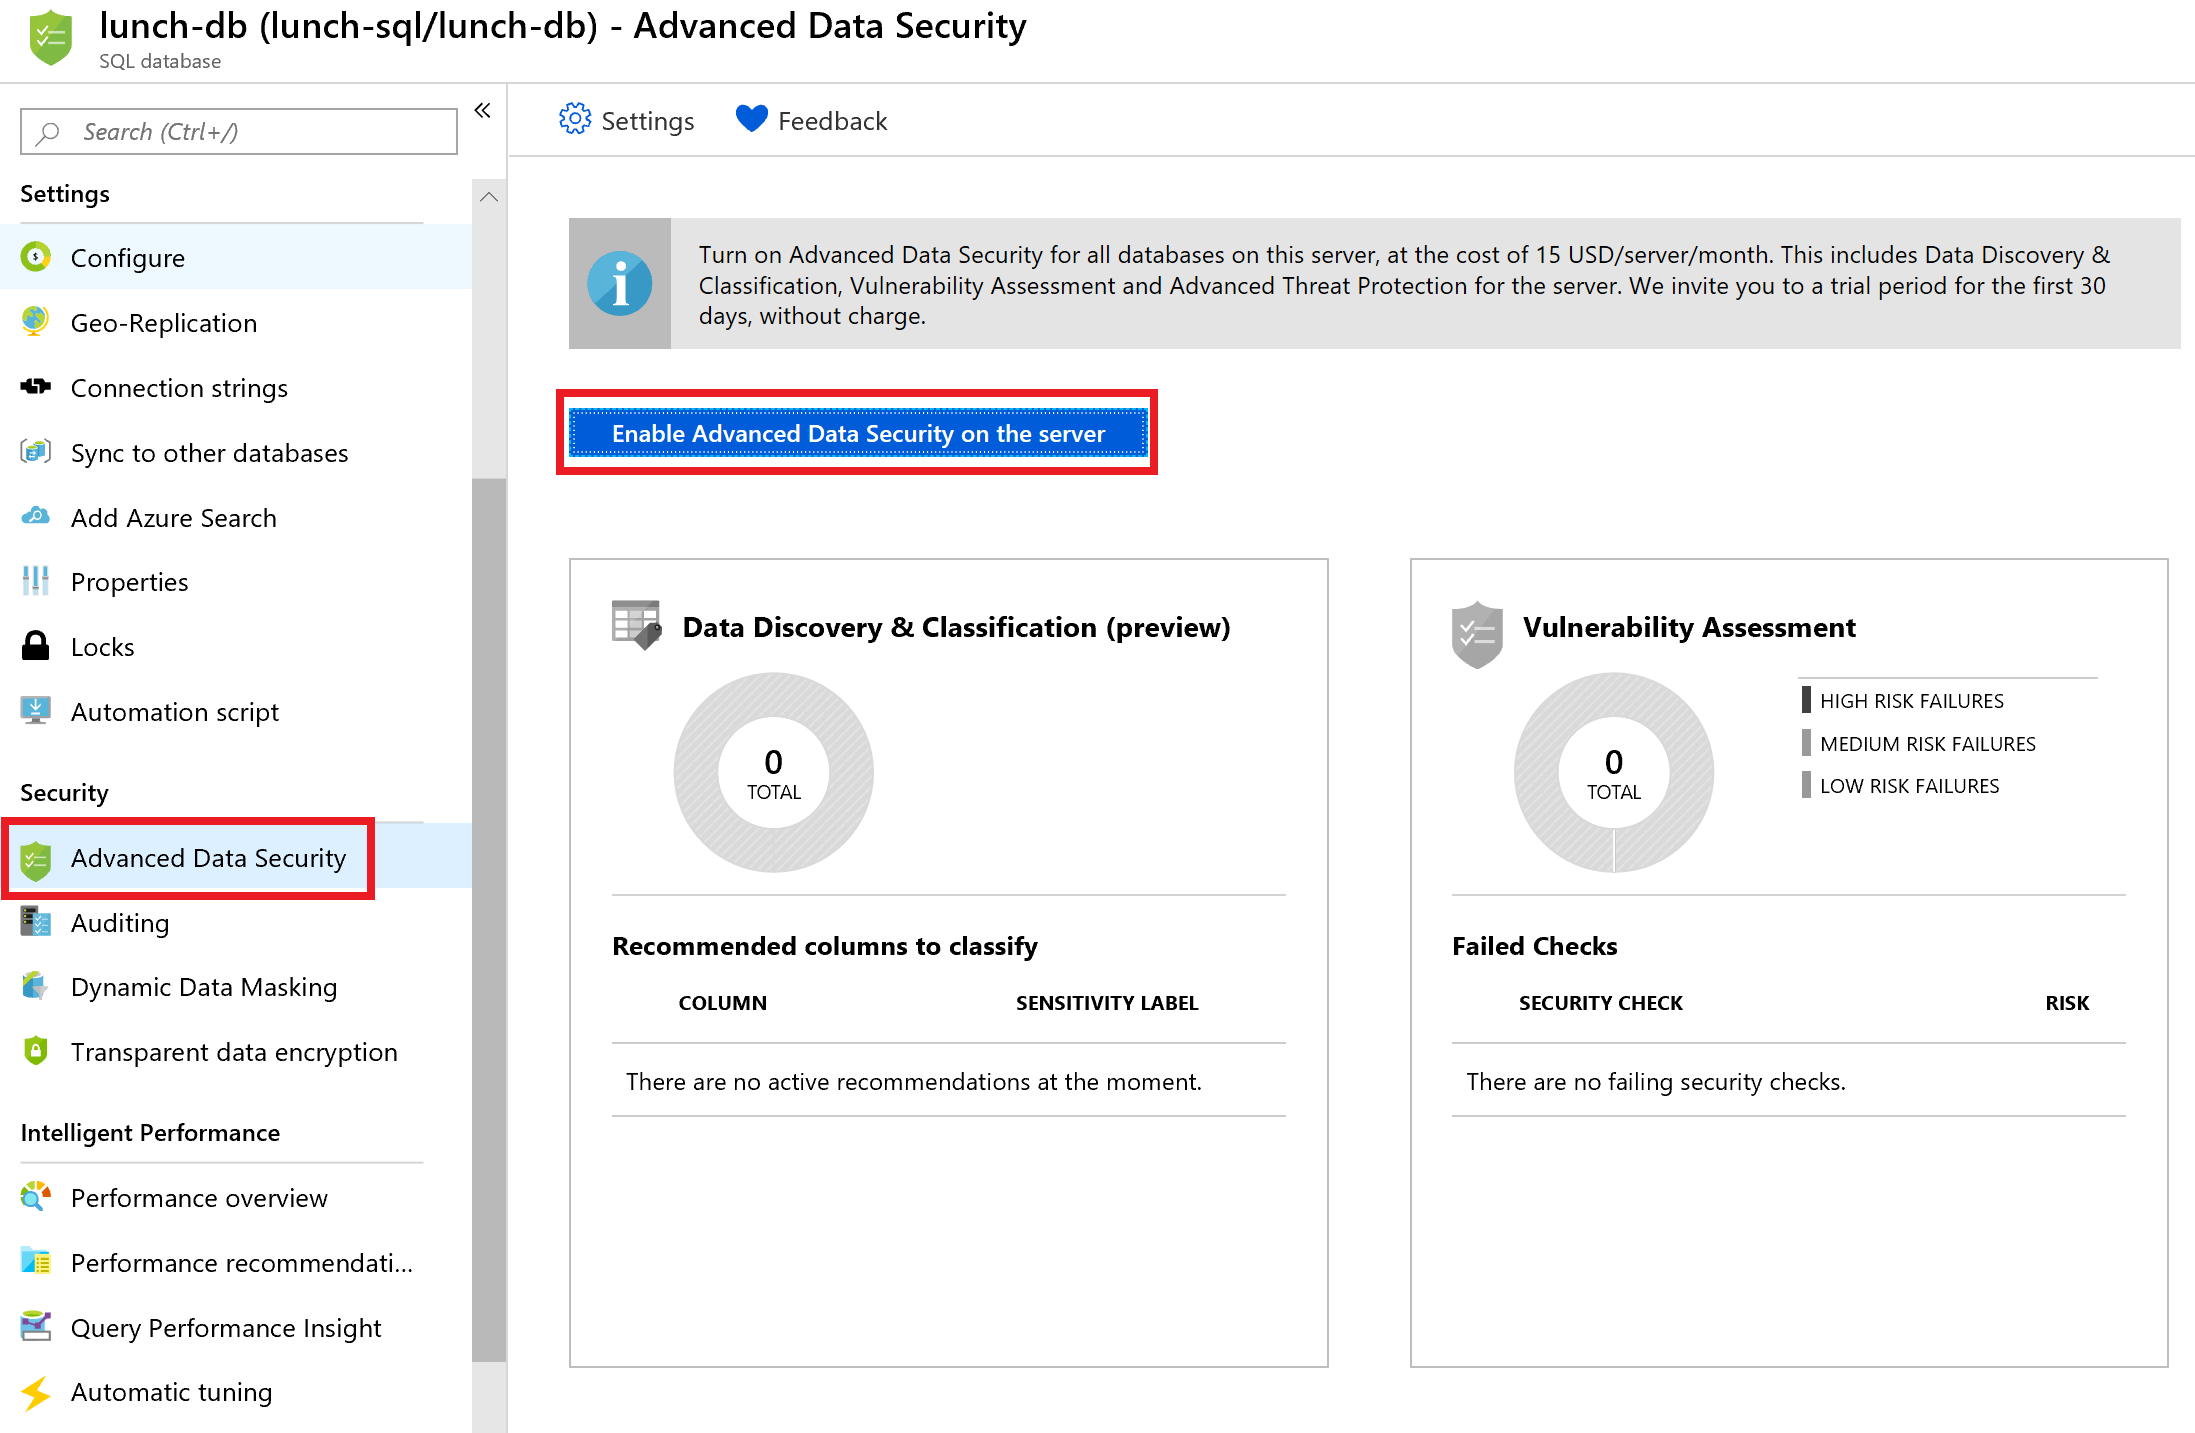 lunch-db (lunch-sql/lunch-db) - Advanced Data Security
SQL database
Search (Ctrl+/)
«
Settings
Configure
Geo-Replication
Connection strings
Sync to other databases
Add Azure Search
Properties
Locks
Automation script
Security
Advanced Data Security
Auditing
Dynamic Data Masking
Transparent data encryption
Intelligent Performance
Performance overview
Performance recommendati...
Query Performance Insight
Automatic tuning
Settings
Feedback
Turn on Advanced Data Security for all databases on this server, at the cost of 15 USD/server/month. This includes Data Discovery &
Classification, Vulnerability Assessment and Advanced Threat Protection for the server. We invite you to a trial period for the first 30
days, without charge.
Enable Advanced Data Security on the server
Data Discovery & Classification (preview)
0
TOTAL
Recommended columns to classify
COLUMN SENSITIVITY LABEL
There are no active recommendations at the moment.
Vulnerability Assessment
0
TOTAL
HIGH RISK FAILURES
MEDIUM RISK FAILURES
LOW RISK FAILURES
Failed Checks
SECURITY CHECK RISK
There are no failing security checks.